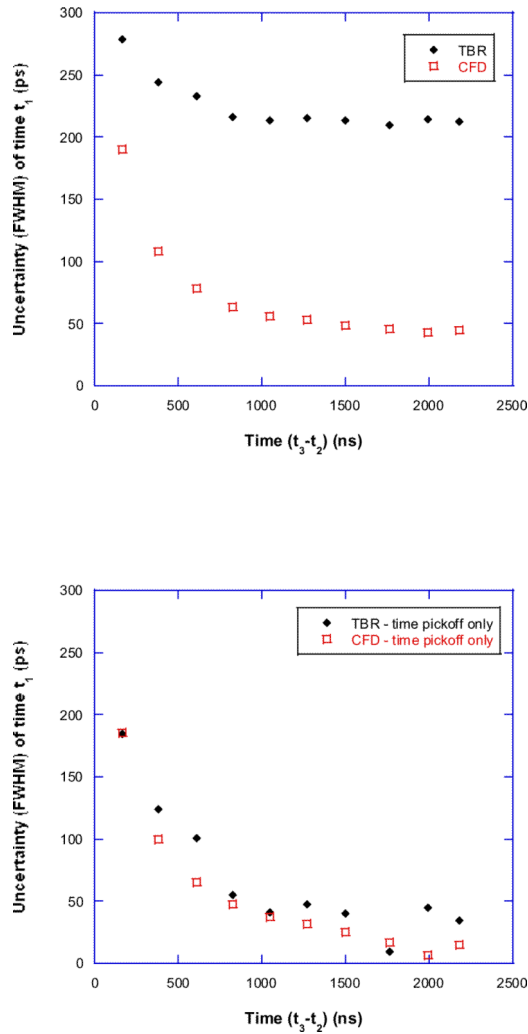 300
250
200
150
100
50
0
Uncertainty (FWHM) of time t₁ (ps)
TBR
CFD
0 500 1000 1500 2000 2500
Time (t₃-t₂) (ns)
300
250
200
150
100
50
0
Uncertainty (FWHM) of time t₁ (ps)
TBR - time pickoff only
CFD - time pickoff only
0 500 1000 1500 2000 2500
Time (t₃-t₂) (ns)